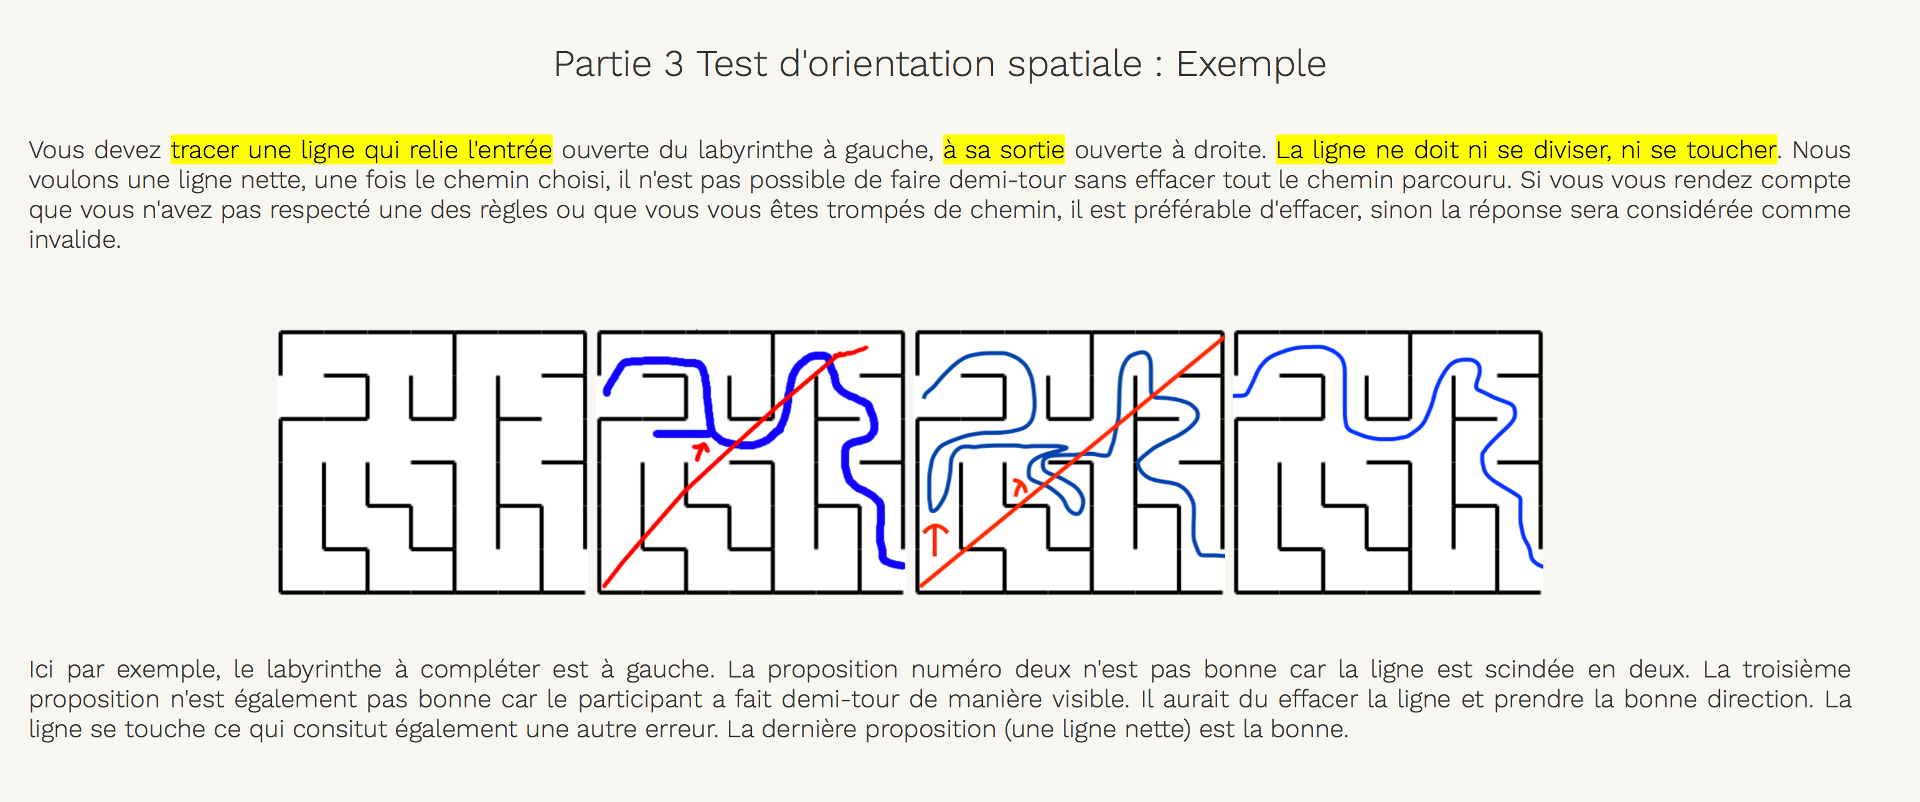 Partie 3 Test d'orientation spatiale : Exemple
Vous devez tracer une ligne qui relie l'entrée ouverte du labyrinthe à gauche, à sa sortie ouverte à droite. La ligne ne doit ni se diviser, ni se toucher. Nous
voulons une ligne nette, une fois le chemin choisi, il n'est pas possible de faire demi-tour sans effacer tout le chemin parcouru. Si vous vous rendez compte
que vous n'avez pas respecté une des règles ou que vous vous êtes trompés de chemin, il est préférable d'effacer, sinon la réponse sera considérée comme
invalide.
Ici par exemple, le labyrinthe à compléter est à gauche. La proposition numéro deux n'est pas bonne car la ligne est scindée en deux. La troisième
proposition n'est également pas bonne car le participant a fait demi-tour de manière visible. Il aurait du effacer la ligne et prendre la bonne direction. La
ligne se touche ce qui consitut également une autre erreur. La dernière proposition (une ligne nette) est la bonne.